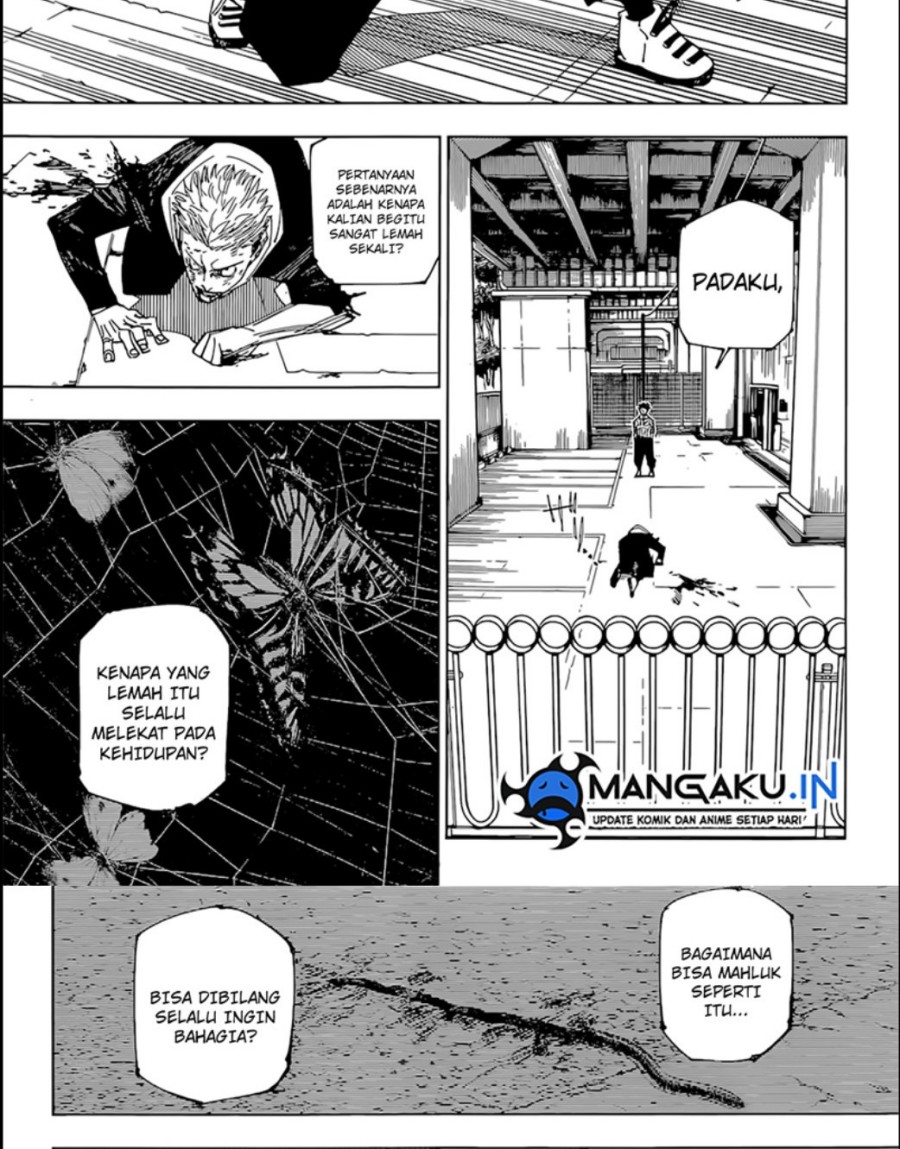 PADAKU,
PERTANYAAN
SEBENARNYA
ADALAH KENAPA
KALIAN BEGITU
SANGAT LEMAH
SEKALI?
KENAPA YANG
LEMAH ITU
SELALU
MELEKAT PADA
KEHIDUPAN?
MANGAKU.IN
UPDATE KOMIK DAN ANIME SETIAP HARI
BAGAIMANA
BISA MAHLUK
SEPERTI
ITU...
BISA DIBILANG
SELALU INGIN
BAHAGIA?